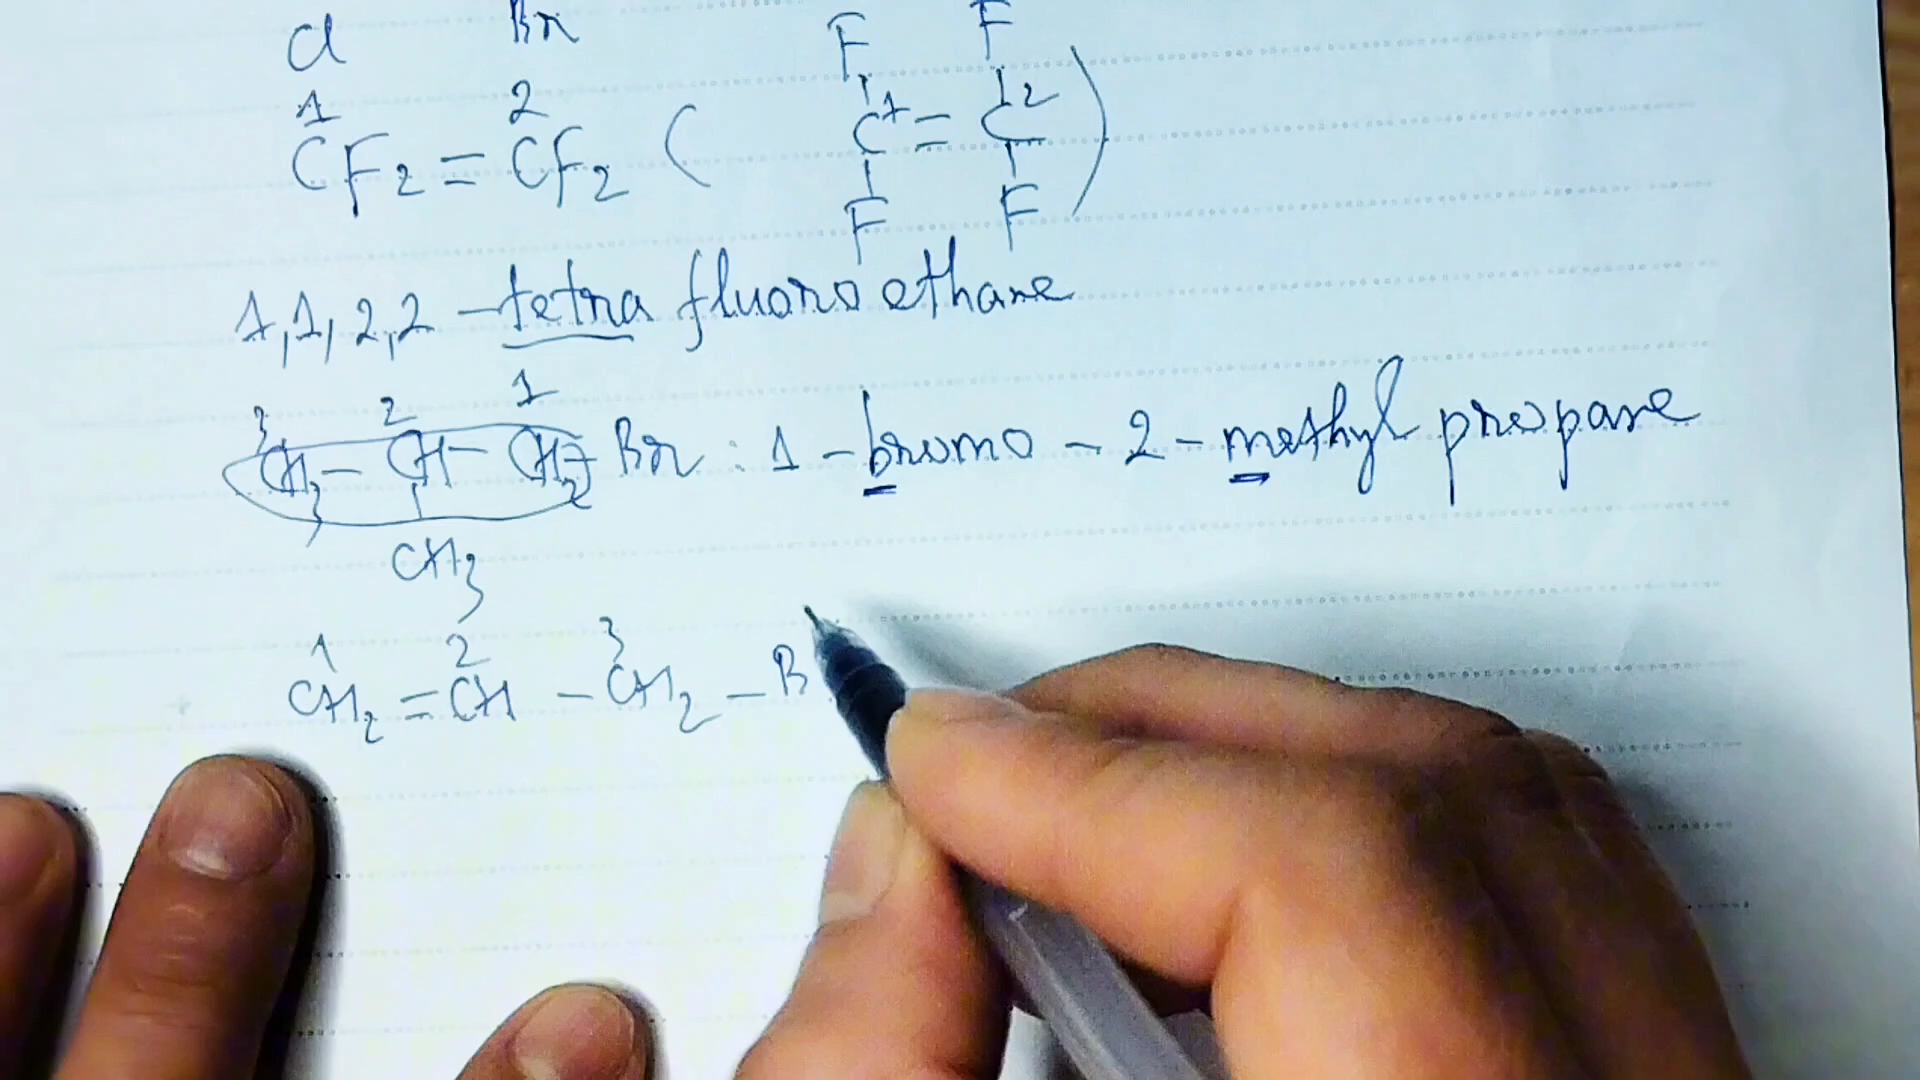 Cl Br F F
1 2 1 2
CF2 = CF2 ( C = C )
F F
1,1,2,2 - tetra fluoro ethane
3 2 1
CH3 - CH - CH2 - Br : 1 - bromo - 2 - methyl propane
CH3
1 2 3
CH2 = CH - CH2 - B